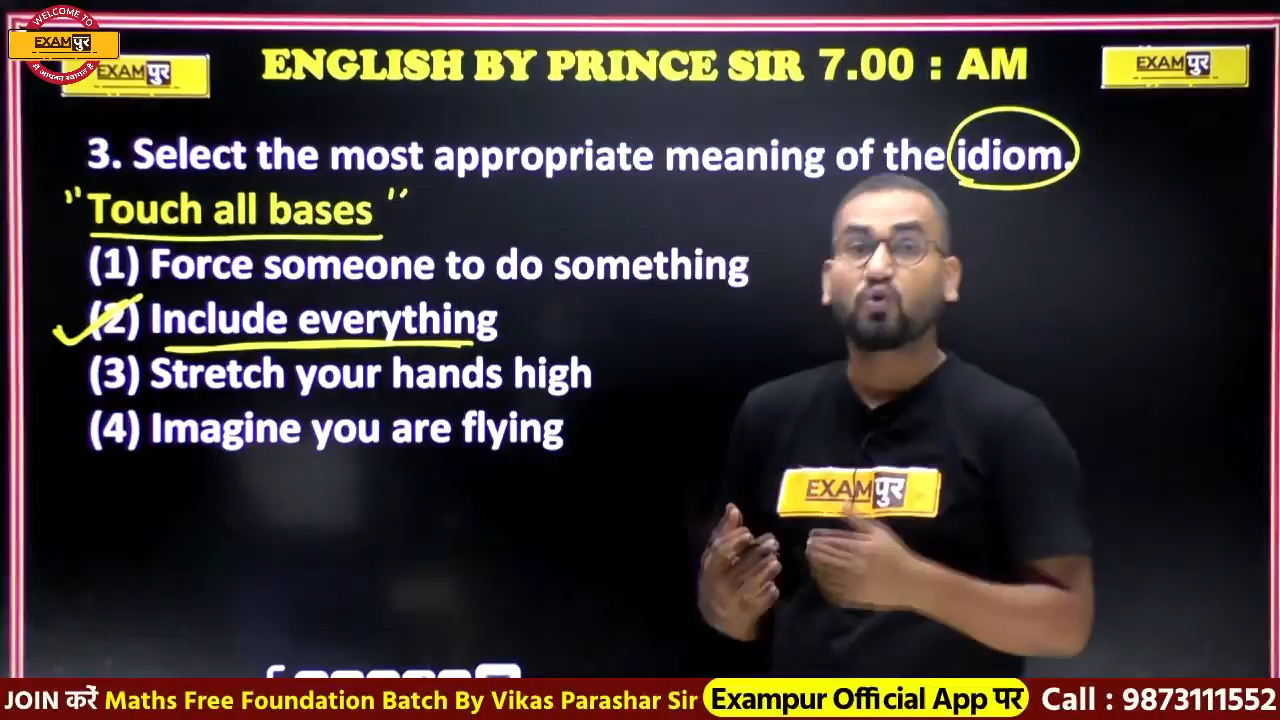 WELCOME TO
EXAMपुर
में आपका स्वागत है
EXAMपुर
ENGLISH BY PRINCE SIR 7.00 : AM
EXAMपुर
3. Select the most appropriate meaning of the idiom.
"Touch all bases"
(1) Force someone to do something
(2) Include everything
(3) Stretch your hands high
(4) Imagine you are flying
EXAMपुर
JOIN करें Maths Free Foundation Batch By Vikas Parashar Sir Exampur Official App पर Call : 9873111552